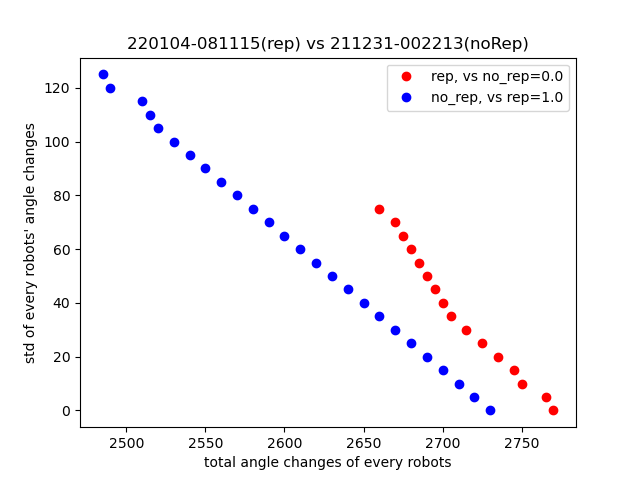 220104-081115(rep) vs 211231-002213(noRep)
rep, vs no_rep=0.0
no_rep, vs rep=1.0
std of every robots' angle changes
120
100
80
60
40
20
0
2500 2550 2600 2650 2700 2750
total angle changes of every robots